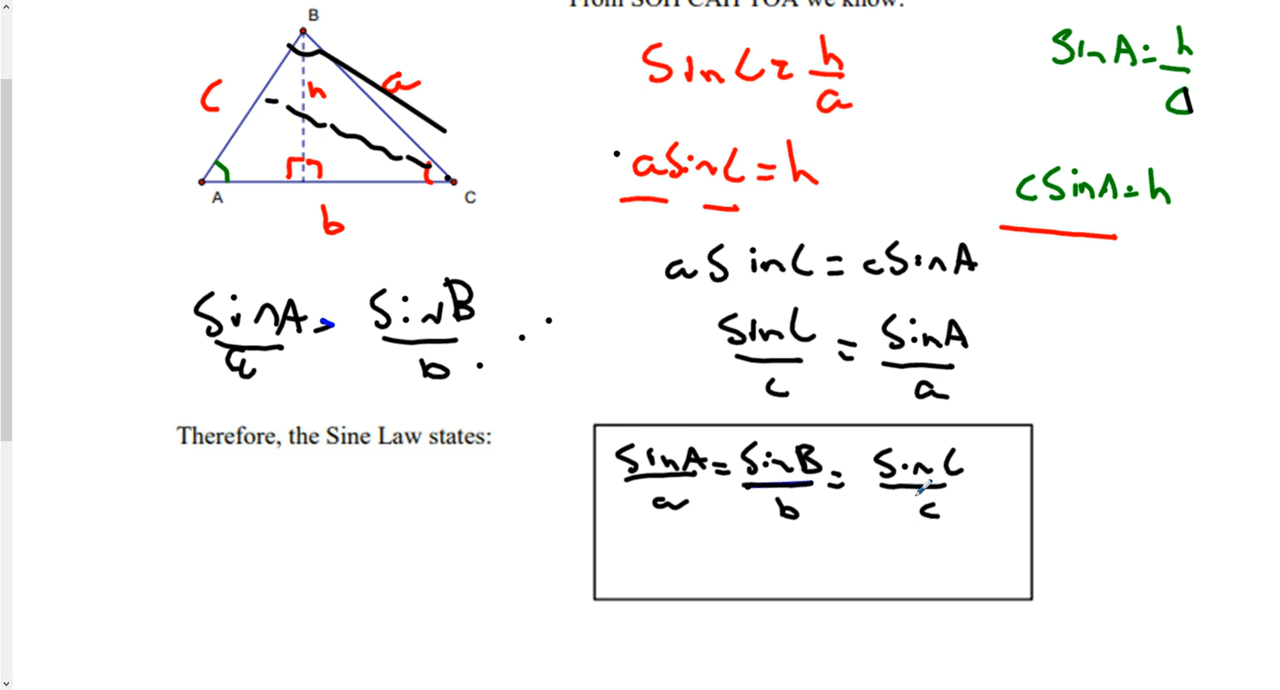 From SOH CAH TOA we know:
B
c
a
h
A
C
b
Sin C = h/a
Sin A = h/
a Sin C = h
c Sin A = h
a Sin C = c Sin A
Sin A/a = Sin B/b
Sin C/c = Sin A/a
Therefore, the Sine Law states:
Sin A/a = Sin B/b = Sin C/c